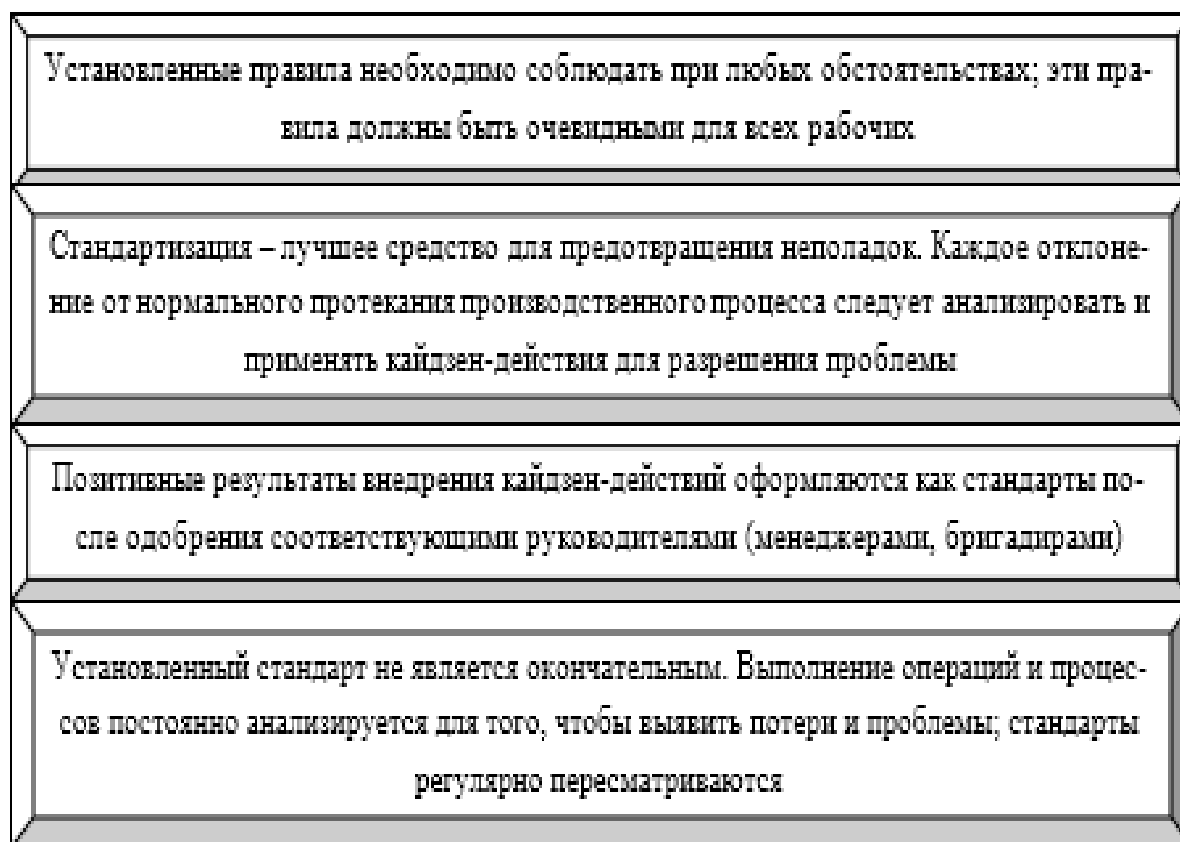 Установленные правила необходимо соблюдать при любых обстоятельствах; эти пра-
вила должны быть очевидными для всех рабочих
Стандартизация – лучшее средство для предотвращения неполадок. Каждое отклоне-
ние от нормального протекания производственного процесса следует анализировать и
применять кайдзен-действия для разрешения проблемы
Позитивные результаты внедрения кайдзен-действий оформляются как стандарты по-
сле одобрения соответствующими руководителями (менеджерами, бригадирами)
Установленный стандарт не является окончательным. Выполнение операций и процес-
сов постоянно анализируется для того, чтобы выявить потери и проблемы; стандарты
регулярно пересматриваются